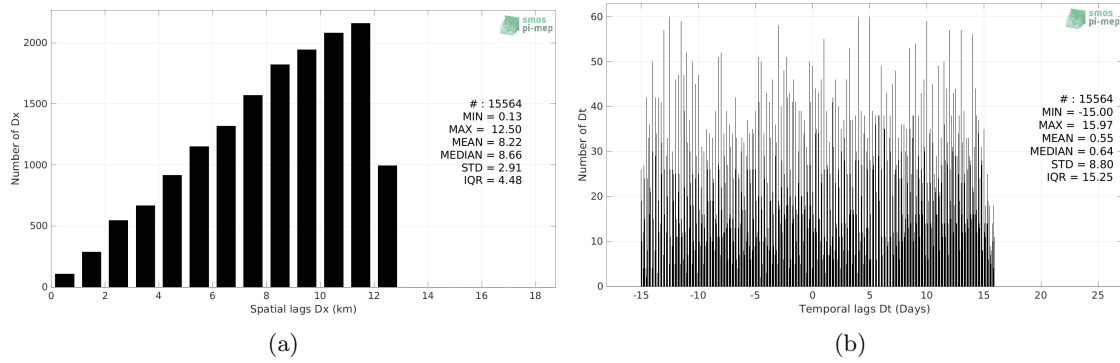 smos
pi-mep
2000
1500
1000
500
0
Number of Dx
# : 15564
MIN = 0.13
MAX = 12.50
MEAN = 8.22
MEDIAN = 8.66
STD = 2.91
IQR = 4.48
0 2 4 6 8 10 12 14 16 18
Spatial lags Dx (km)
(a)
smos
pi-mep
60
50
40
30
20
10
0
Number of Dt
# : 15564
MIN = -15.00
MAX = 15.97
MEAN = 0.55
MEDIAN = 0.64
STD = 8.80
IQR = 15.25
-15 -10 -5 0 5 10 15 20 25
Temporal lags Dt (Days)
(b)